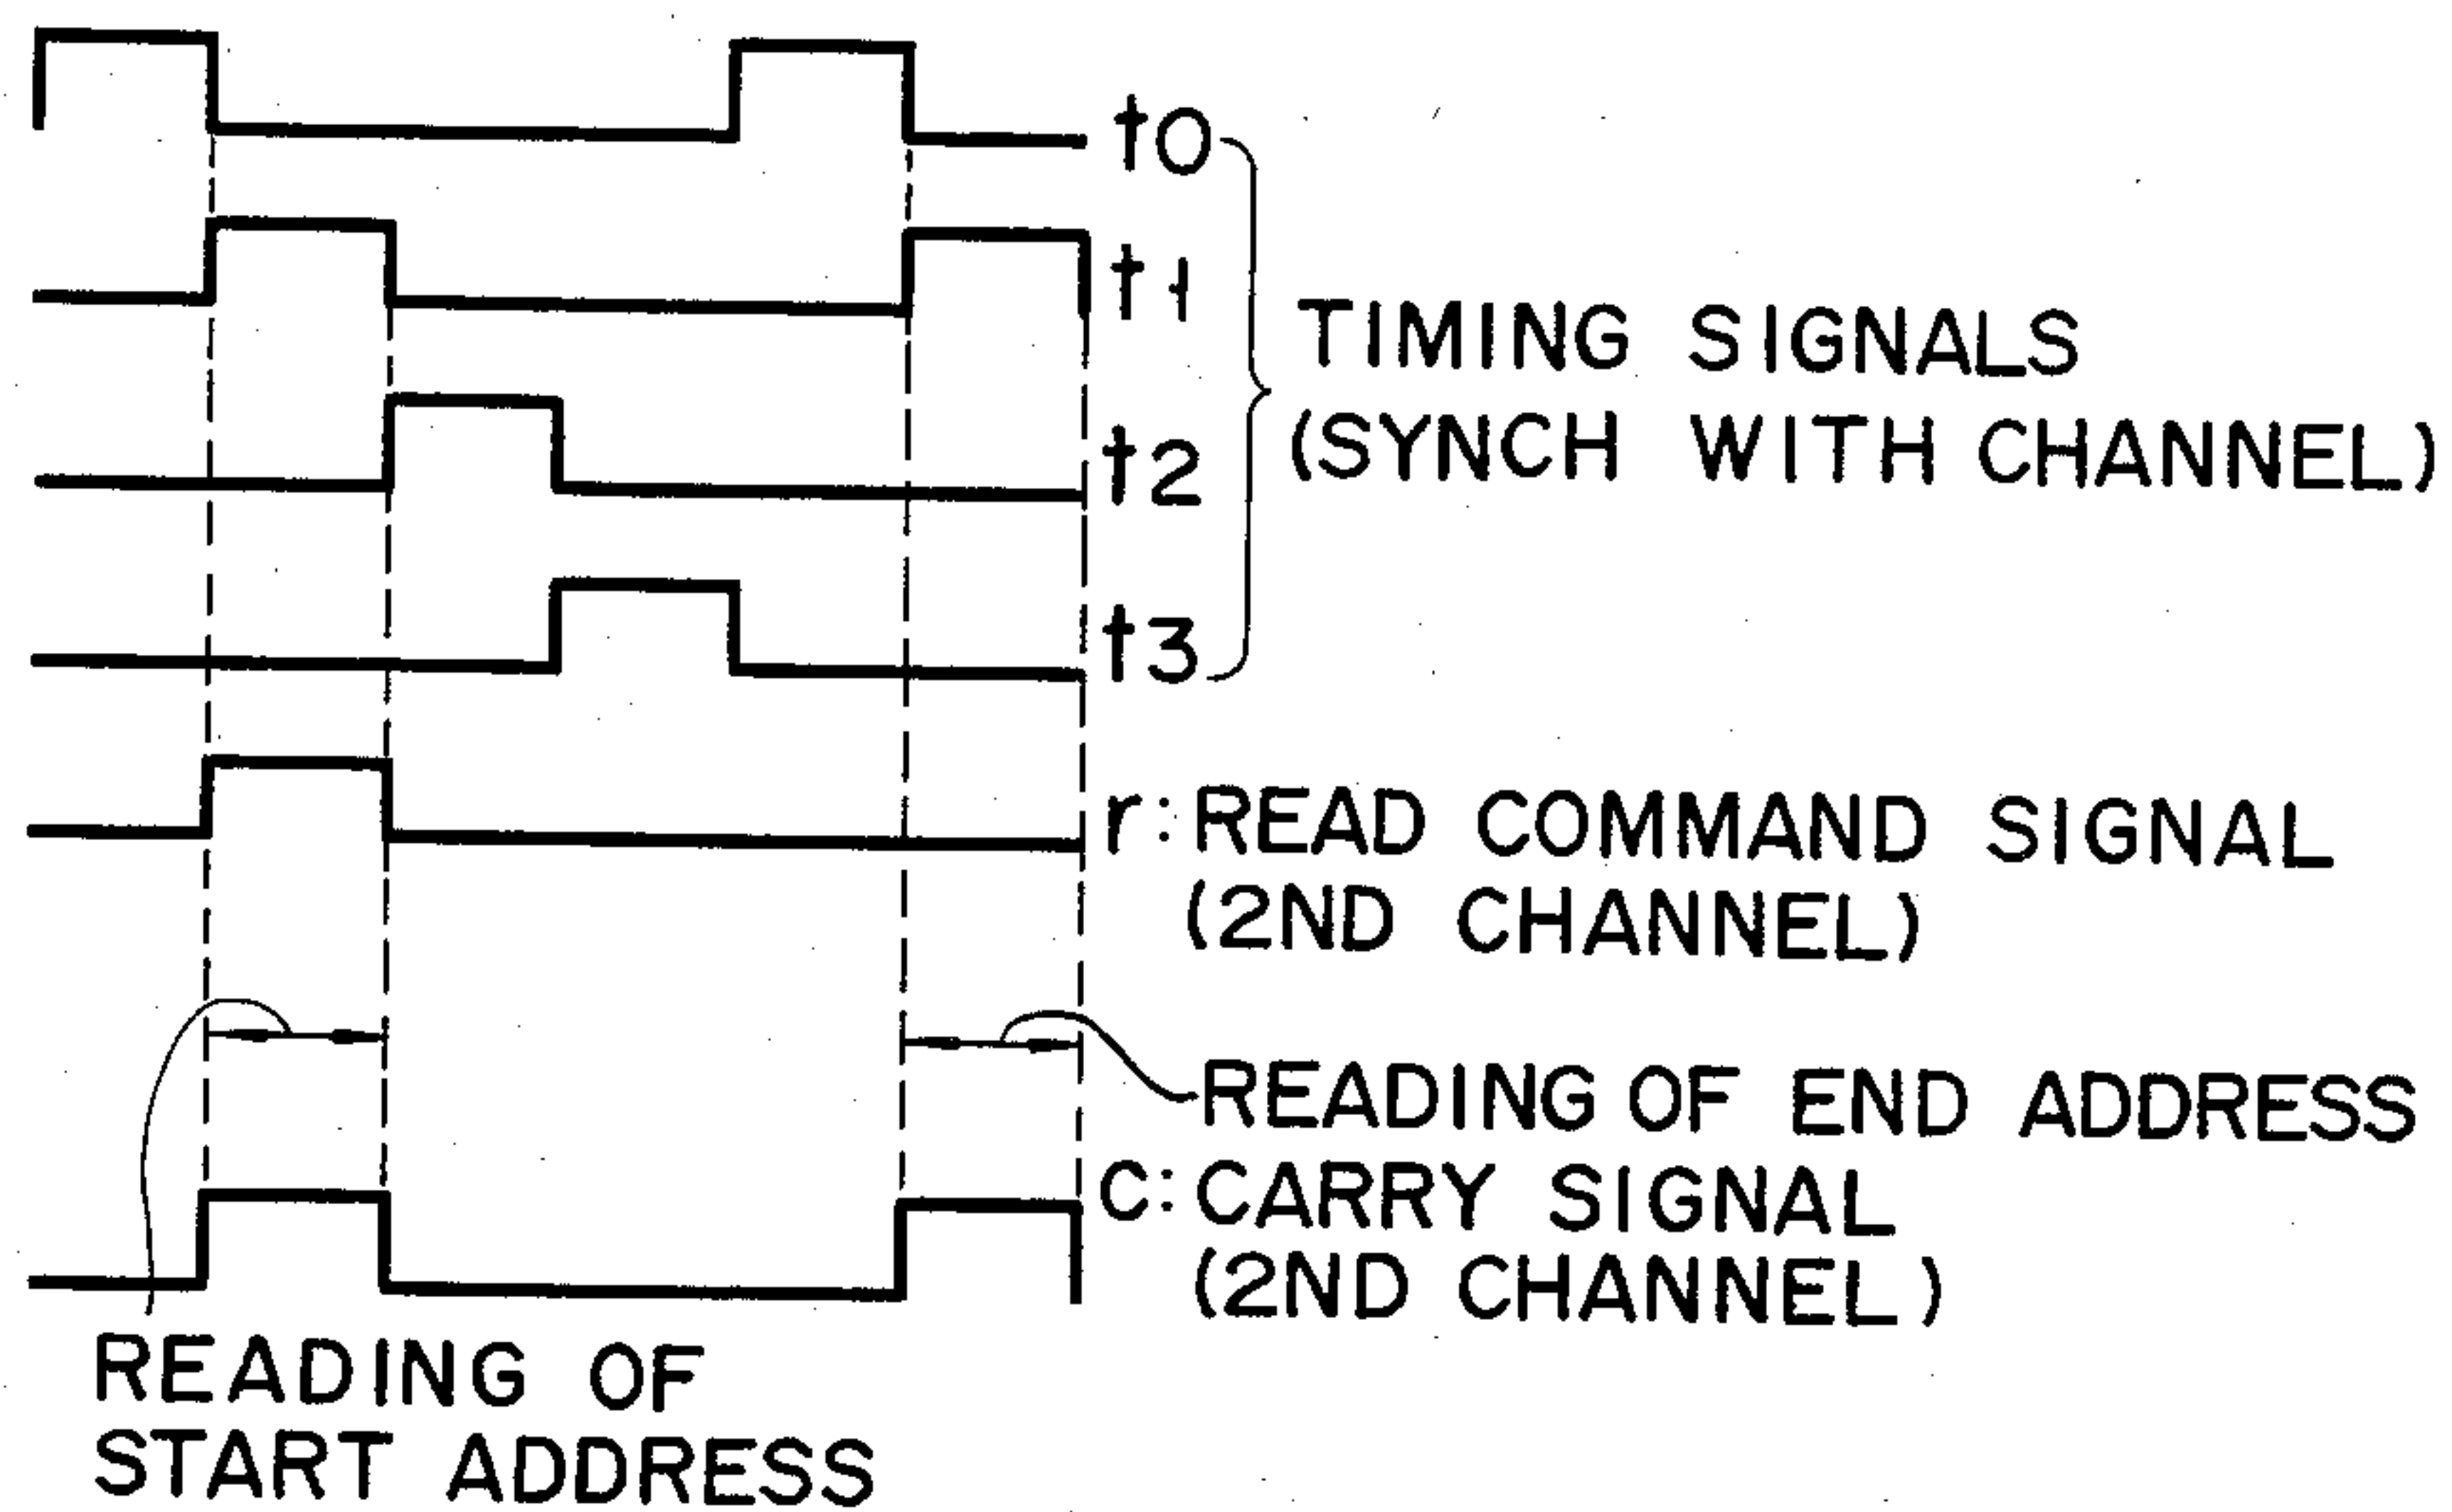 t0
t1
TIMING SIGNALS
(SYNCH WITH CHANNEL)
t2
t3
r: READ COMMAND SIGNAL
(2ND CHANNEL)
READING OF END ADDRESS
C: CARRY SIGNAL
(2ND CHANNEL)
READING OF
START ADDRESS